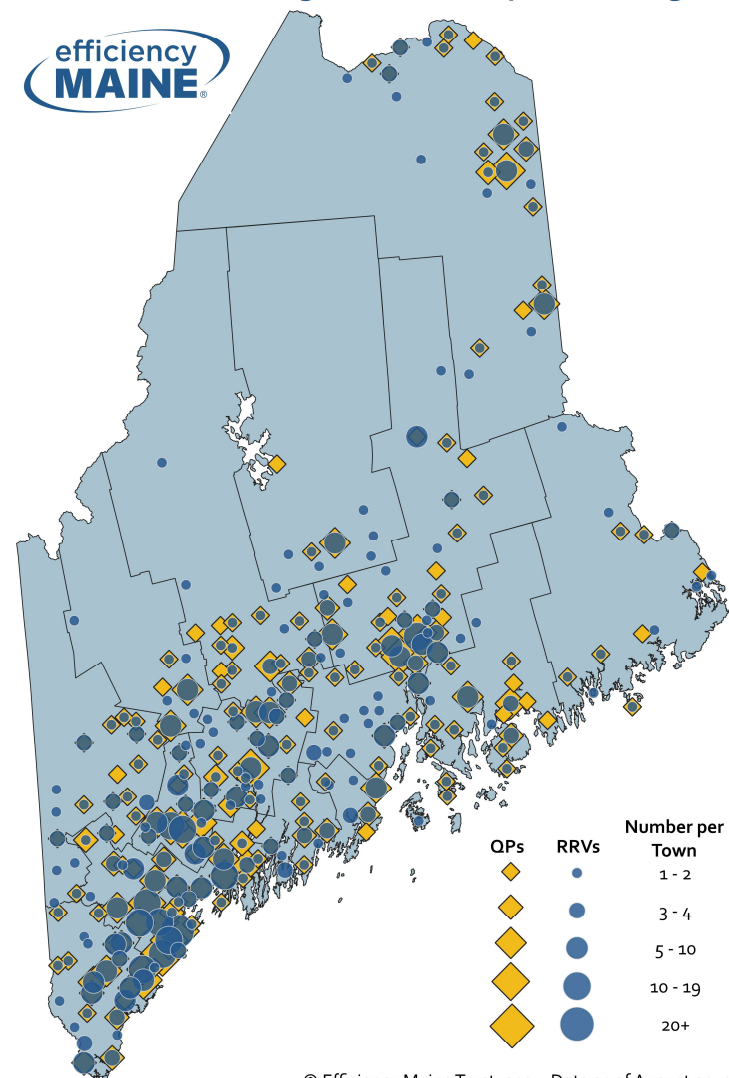 efficiency
MAINE®
QPs RRVs Number per
Town
1 - 2
3 - 4
5 - 10
10 - 19
20+